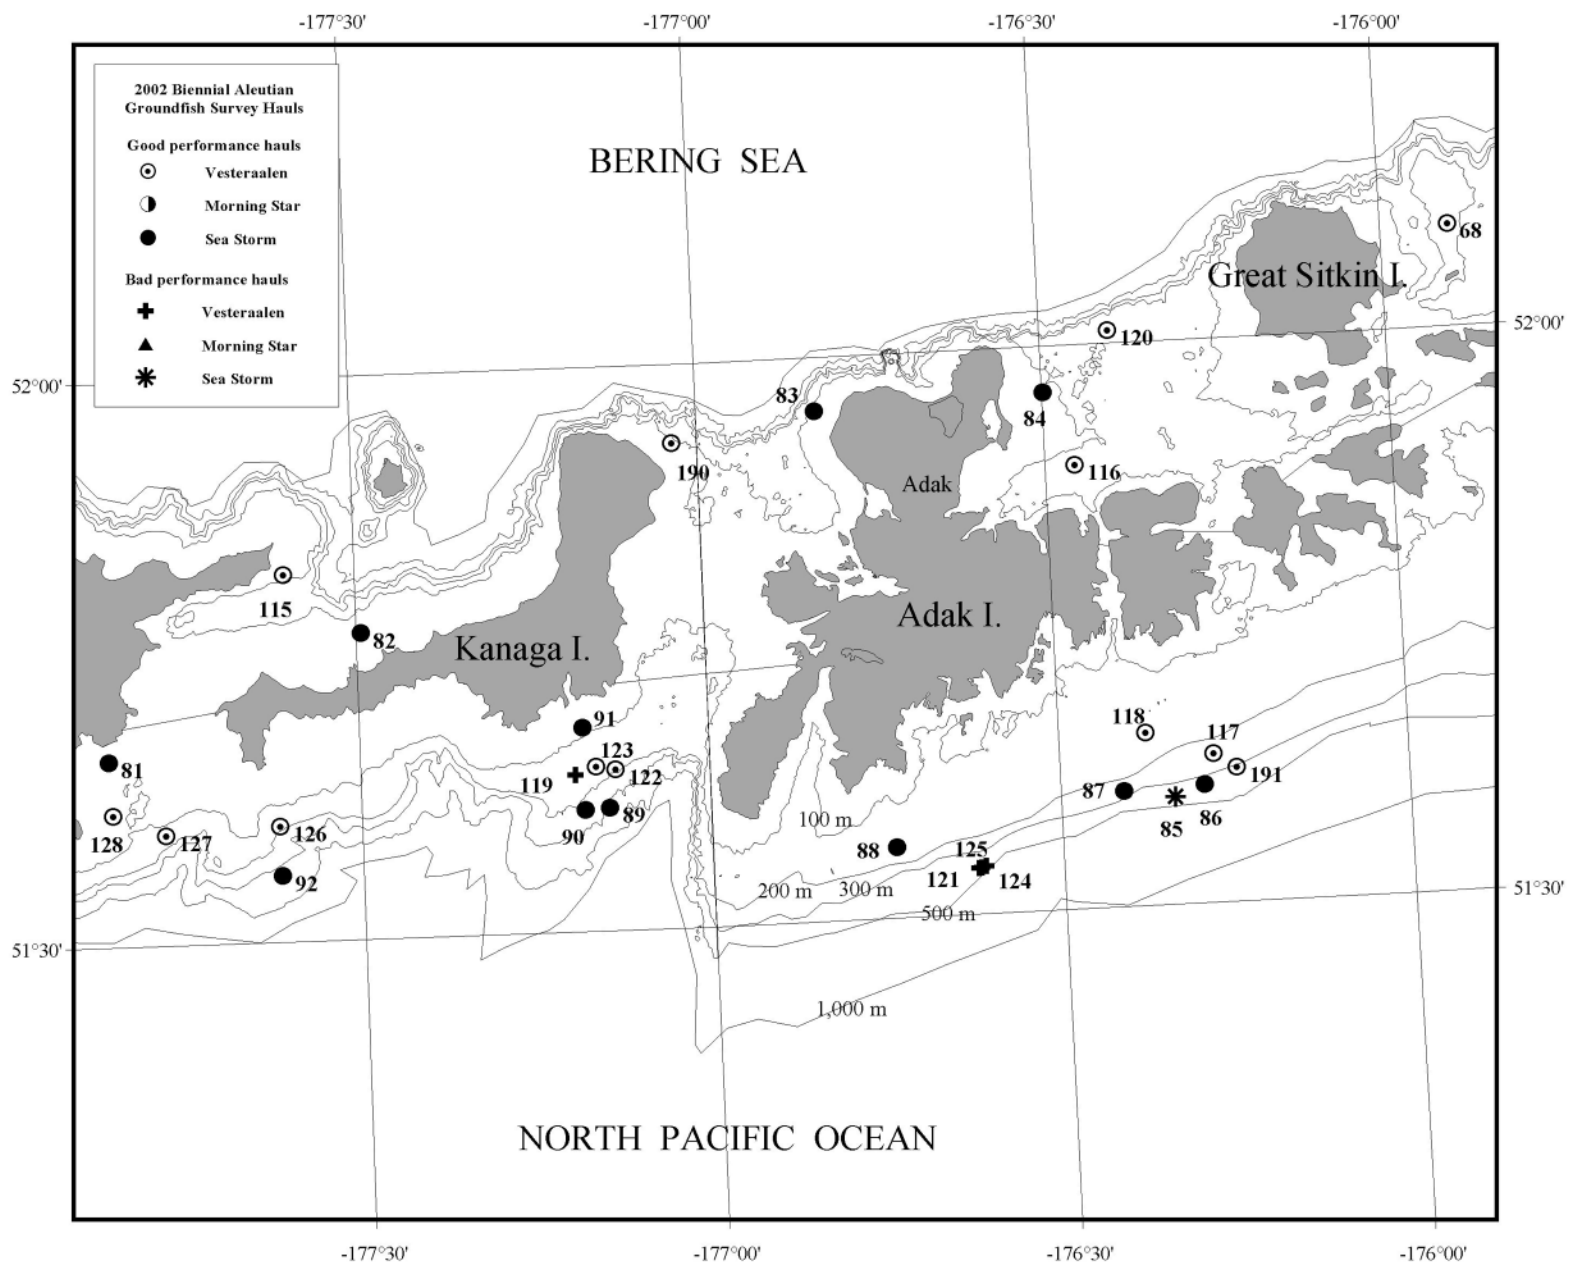 -177°30'
-177°00'
-176°30'
-176°00'
2002 Biennial Aleutian
Groundfish Survey Hauls
Good performance hauls
Vesteraalen
Morning Star
Sea Storm
Bad performance hauls
Vesteraalen
Morning Star
Sea Storm
BERING SEA
68
Great Sitkin I.
52°00'
120
52°00'
83
84
190
116
Adak
115
Adak I.
82
Kanaga I.
91
118
117
123
81
119
122
191
87
89
100 m
86
90
85
128
127
126
88
125
92
121
124
200 m
300 m
51°30'
500 m
51°30'
1,000 m
NORTH PACIFIC OCEAN
-177°30'
-177°00'
-176°30'
-176°00'